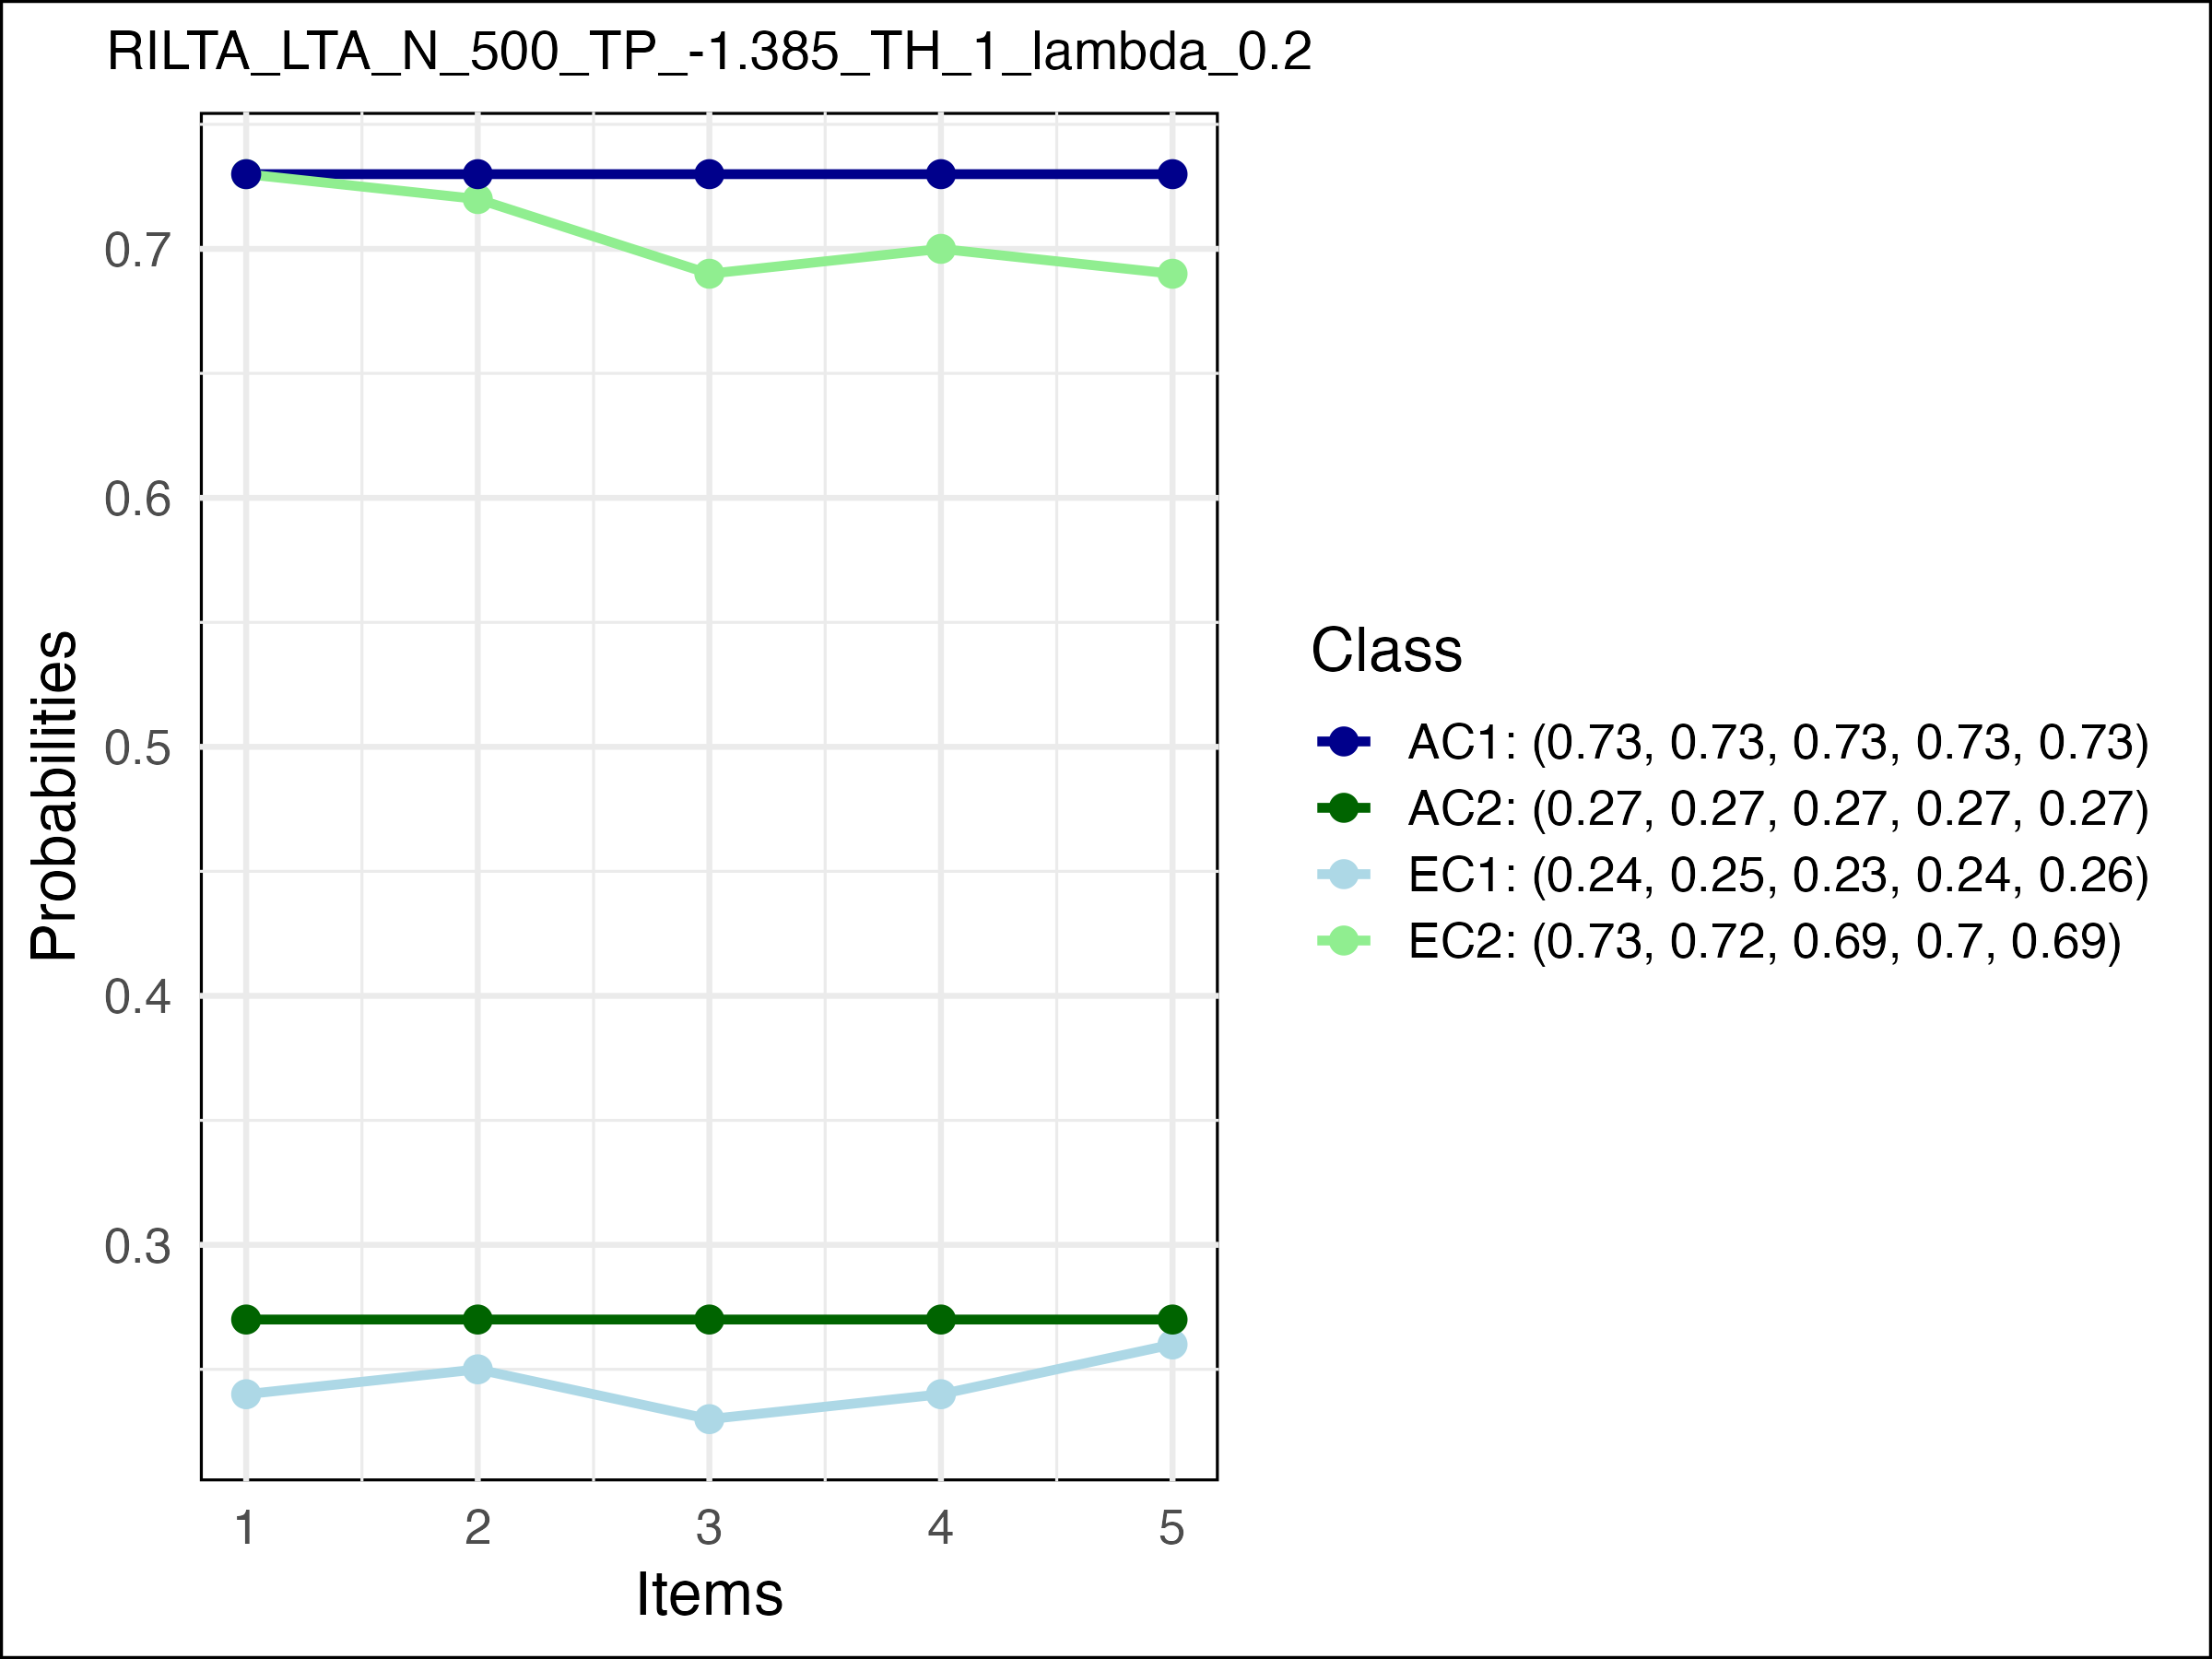 RILTA_LTA_N_500_TP_-1.385_TH_1_lambda_0.2
0.7
0.6
0.5
0.4
0.3
Probabilities
1 2 3 4 5
Items
Class
AC1: (0.73, 0.73, 0.73, 0.73, 0.73)
AC2: (0.27, 0.27, 0.27, 0.27, 0.27)
EC1: (0.24, 0.25, 0.23, 0.24, 0.26)
EC2: (0.73, 0.72, 0.69, 0.7, 0.69)